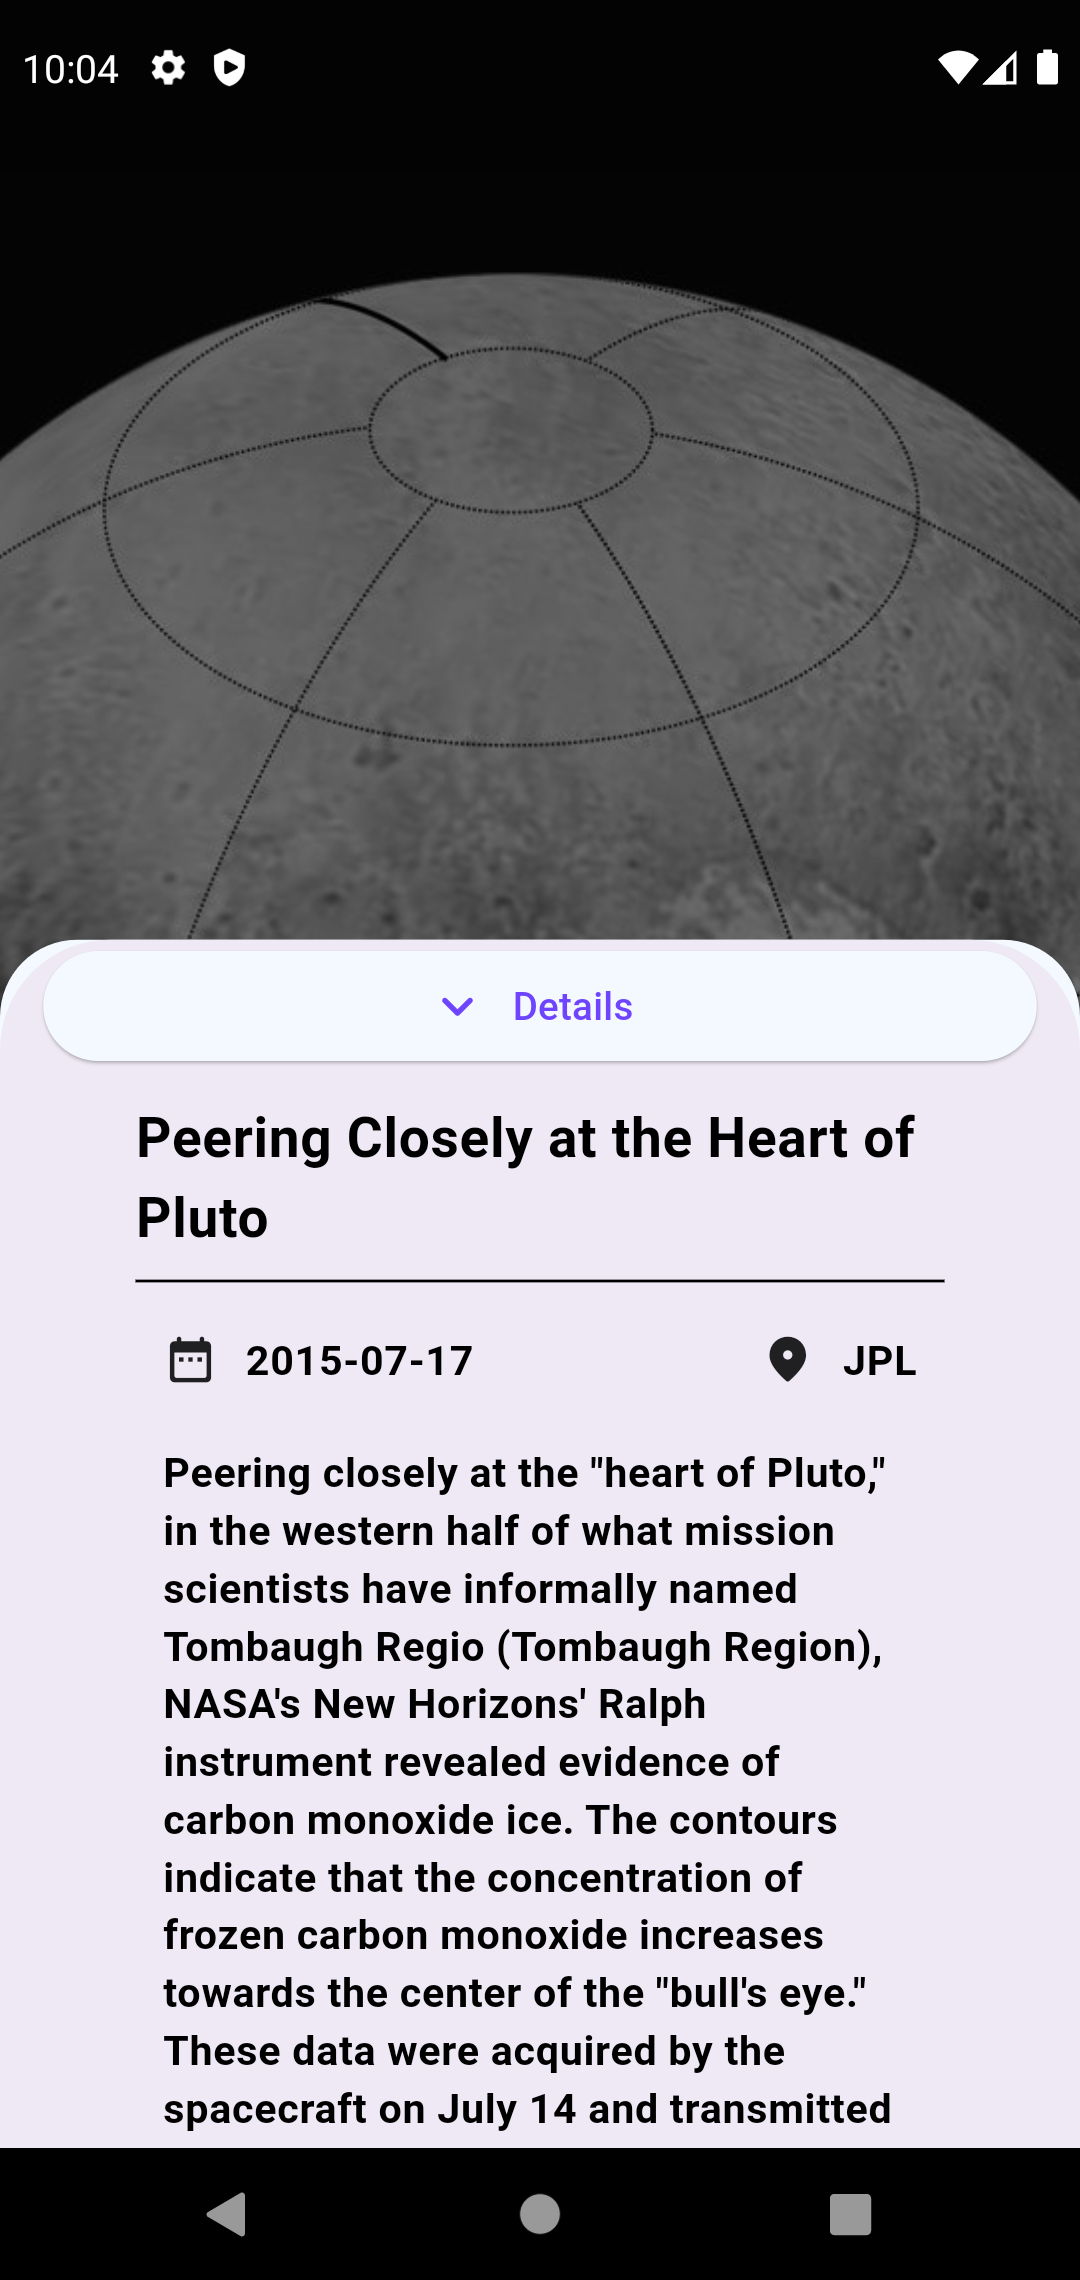 10:04
Details
Peering Closely at the Heart of
Pluto
2015-07-17
JPL
Peering closely at the "heart of Pluto,"
in the western half of what mission
scientists have informally named
Tombaugh Regio (Tombaugh Region),
NASA's New Horizons' Ralph
instrument revealed evidence of
carbon monoxide ice. The contours
indicate that the concentration of
frozen carbon monoxide increases
towards the center of the "bull's eye."
These data were acquired by the
spacecraft on July 14 and transmitted